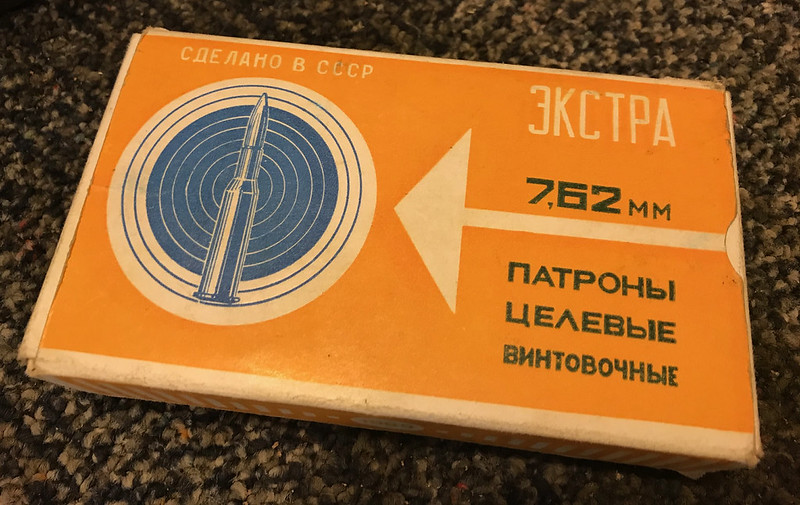 СДЕЛАНО В СССР
ЭКСТРА
7,62 мм
ПАТРОНЫ
ЦЕЛЕВЫЕ
ВИНТОВОЧНЫЕ